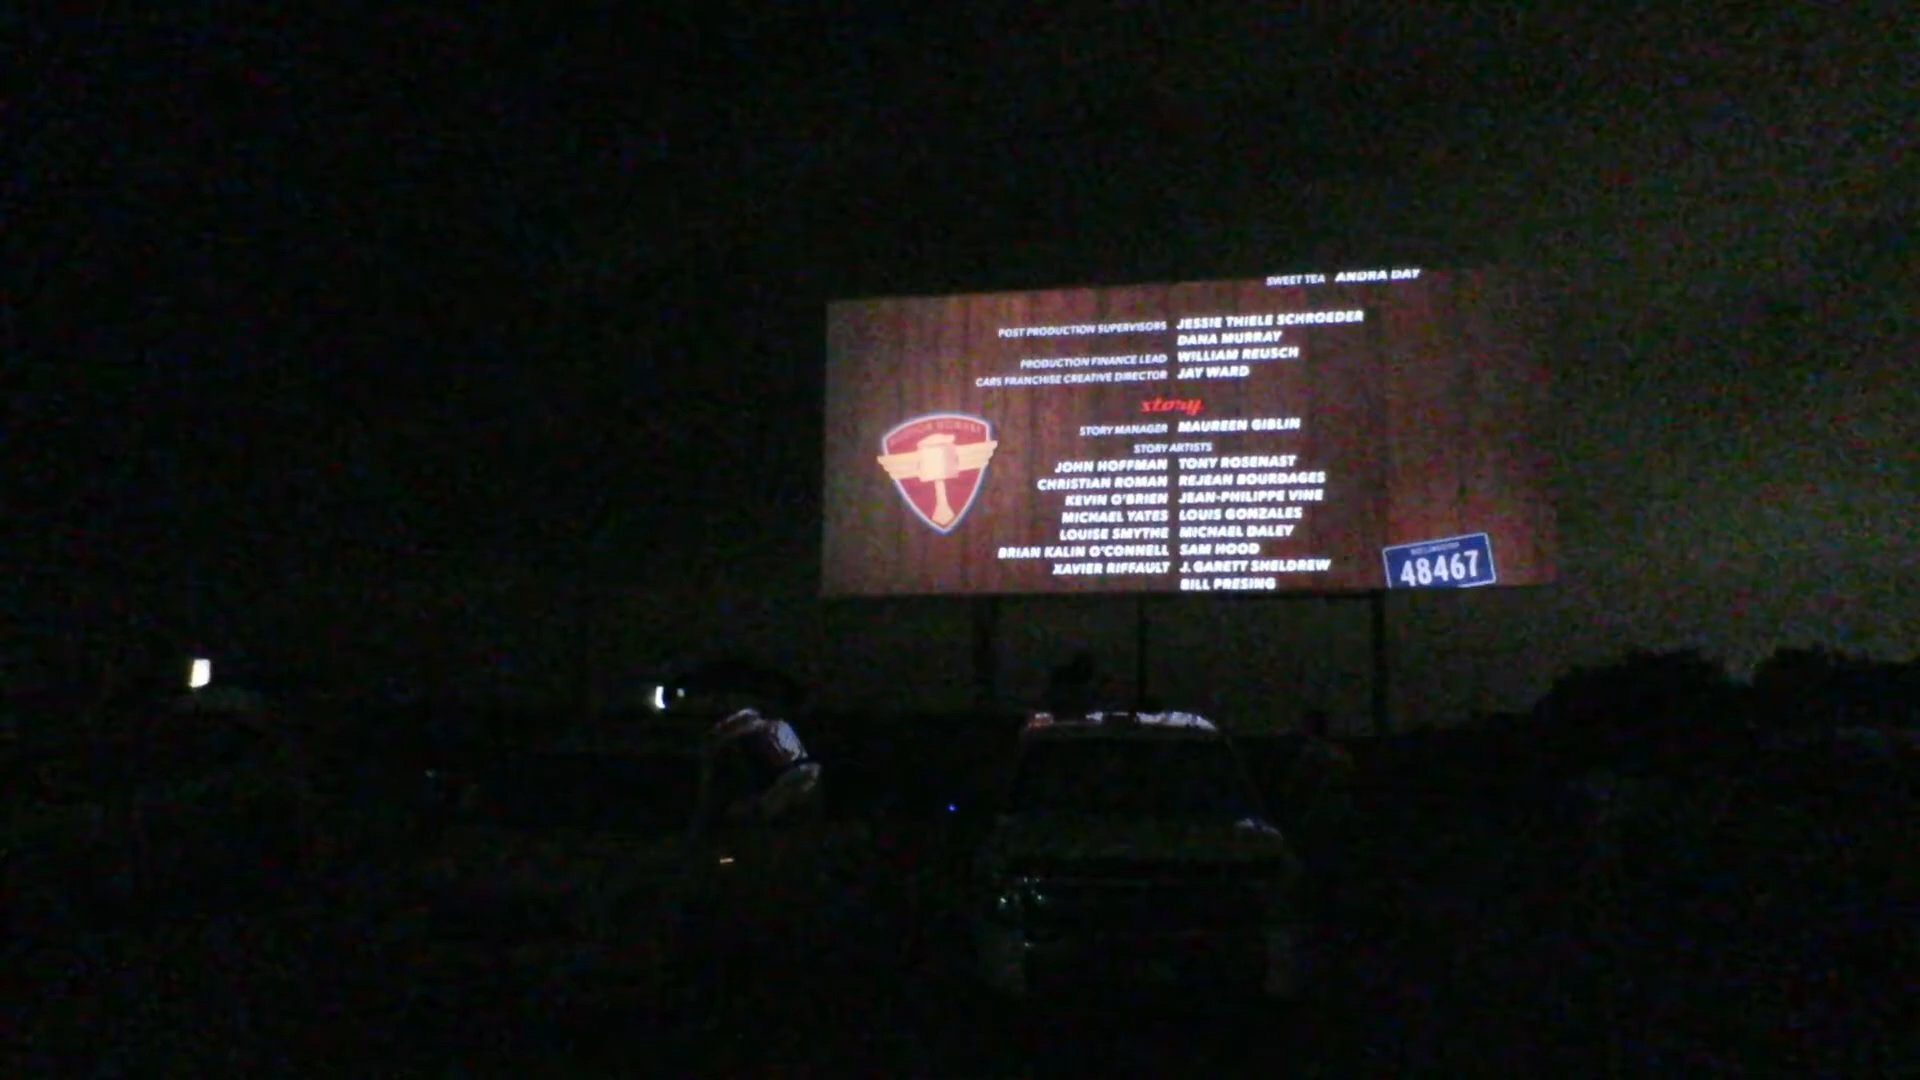 SWEET TEA ANDRA DAY
POST PRODUCTION SUPERVISORS JESSIE THIELE SCHROEDER
DANA MURRAY
PRODUCTION FINANCE LEAD WILLIAM REUSCH
CARS FRANCHISE CREATIVE DIRECTOR JAY WARD
story
STORY MANAGER MAUREEN GIBLIN
STORY ARTISTS
JOHN HOFFMAN TONY ROSENAST
CHRISTIAN ROMAN REJEAN BOURDAGES
KEVIN O'BRIEN JEAN-PHILIPPE VINE
MICHAEL YATES LOUIS GONZALES
LOUISE SMYTHE MICHAEL DALEY
BRIAN KALIN O'CONNELL SAM HOOD
XAVIER RIFFAULT J. GARETT SHELDREW
BILL PRESING
48467